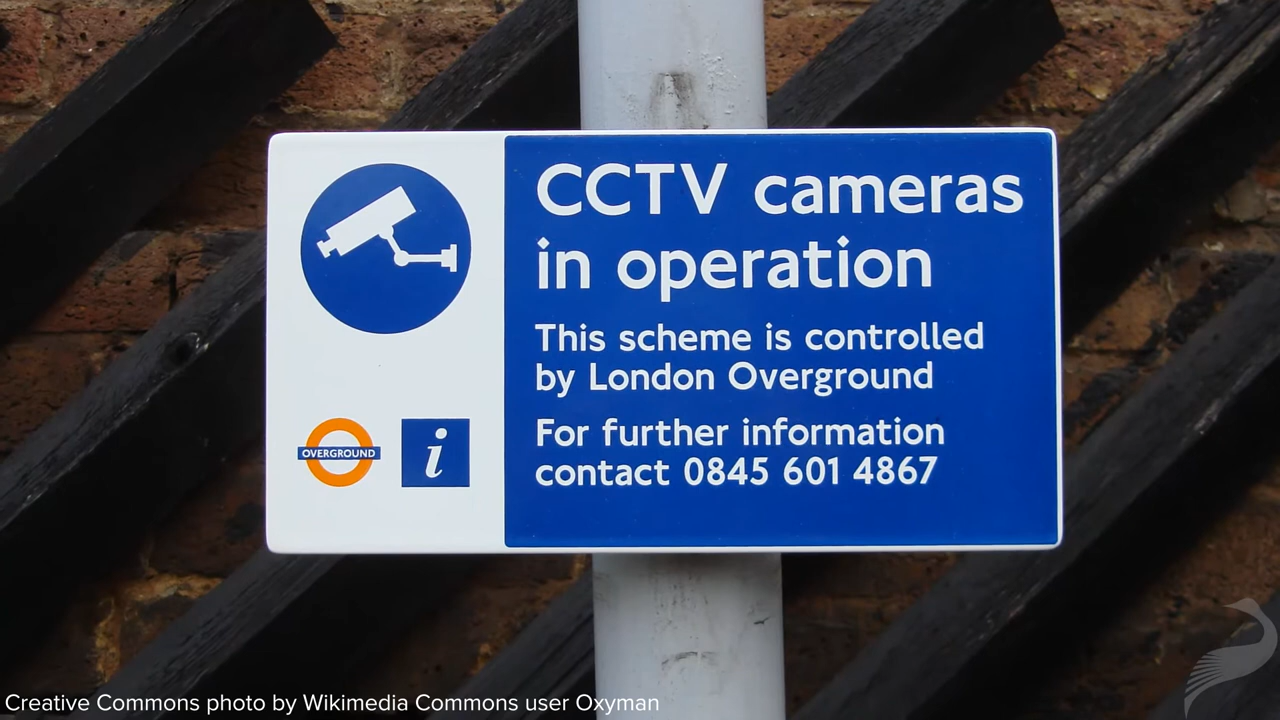 CCTV cameras
in operation
This scheme is controlled
by London Overground
For further information
contact 0845 601 4867
OVERGROUND
i
Creative Commons photo by Wikimedia Commons user Oxyman